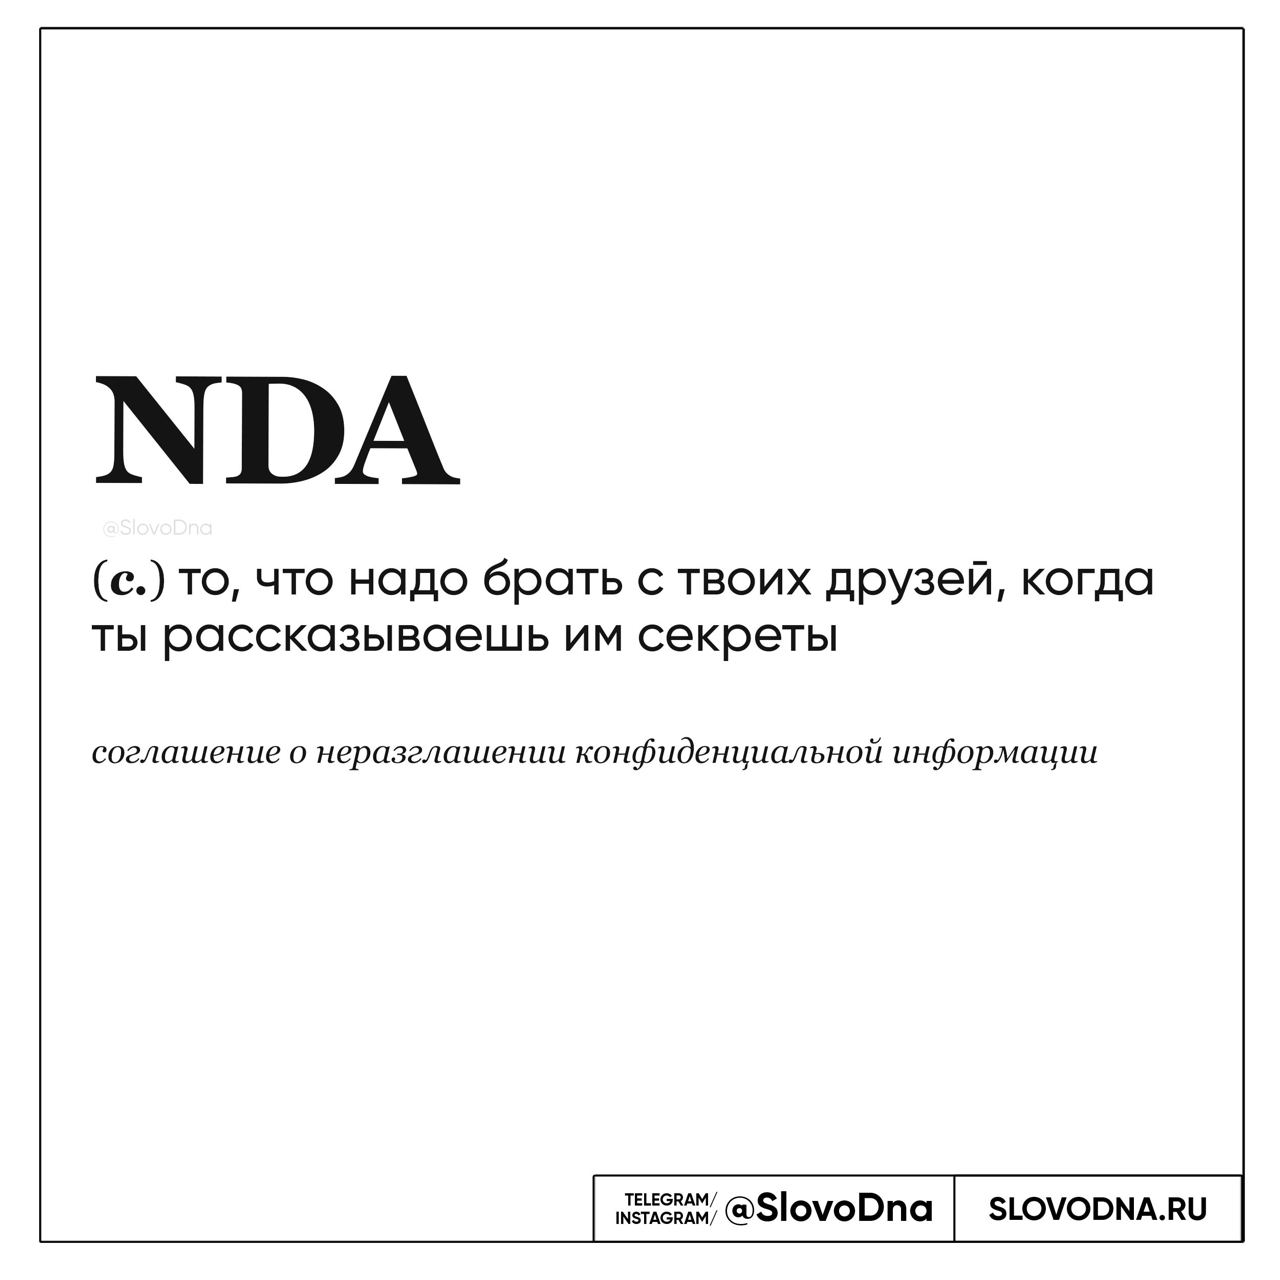 NDA
@SlovoDna
(с.) то, что надо брать с твоих друзей, когда
ты рассказываешь им секреты
соглашение о неразглашении конфиденциальной информации
TELEGRAM/
INSTAGRAM/
@SlovoDna
SLOVODNA.RU